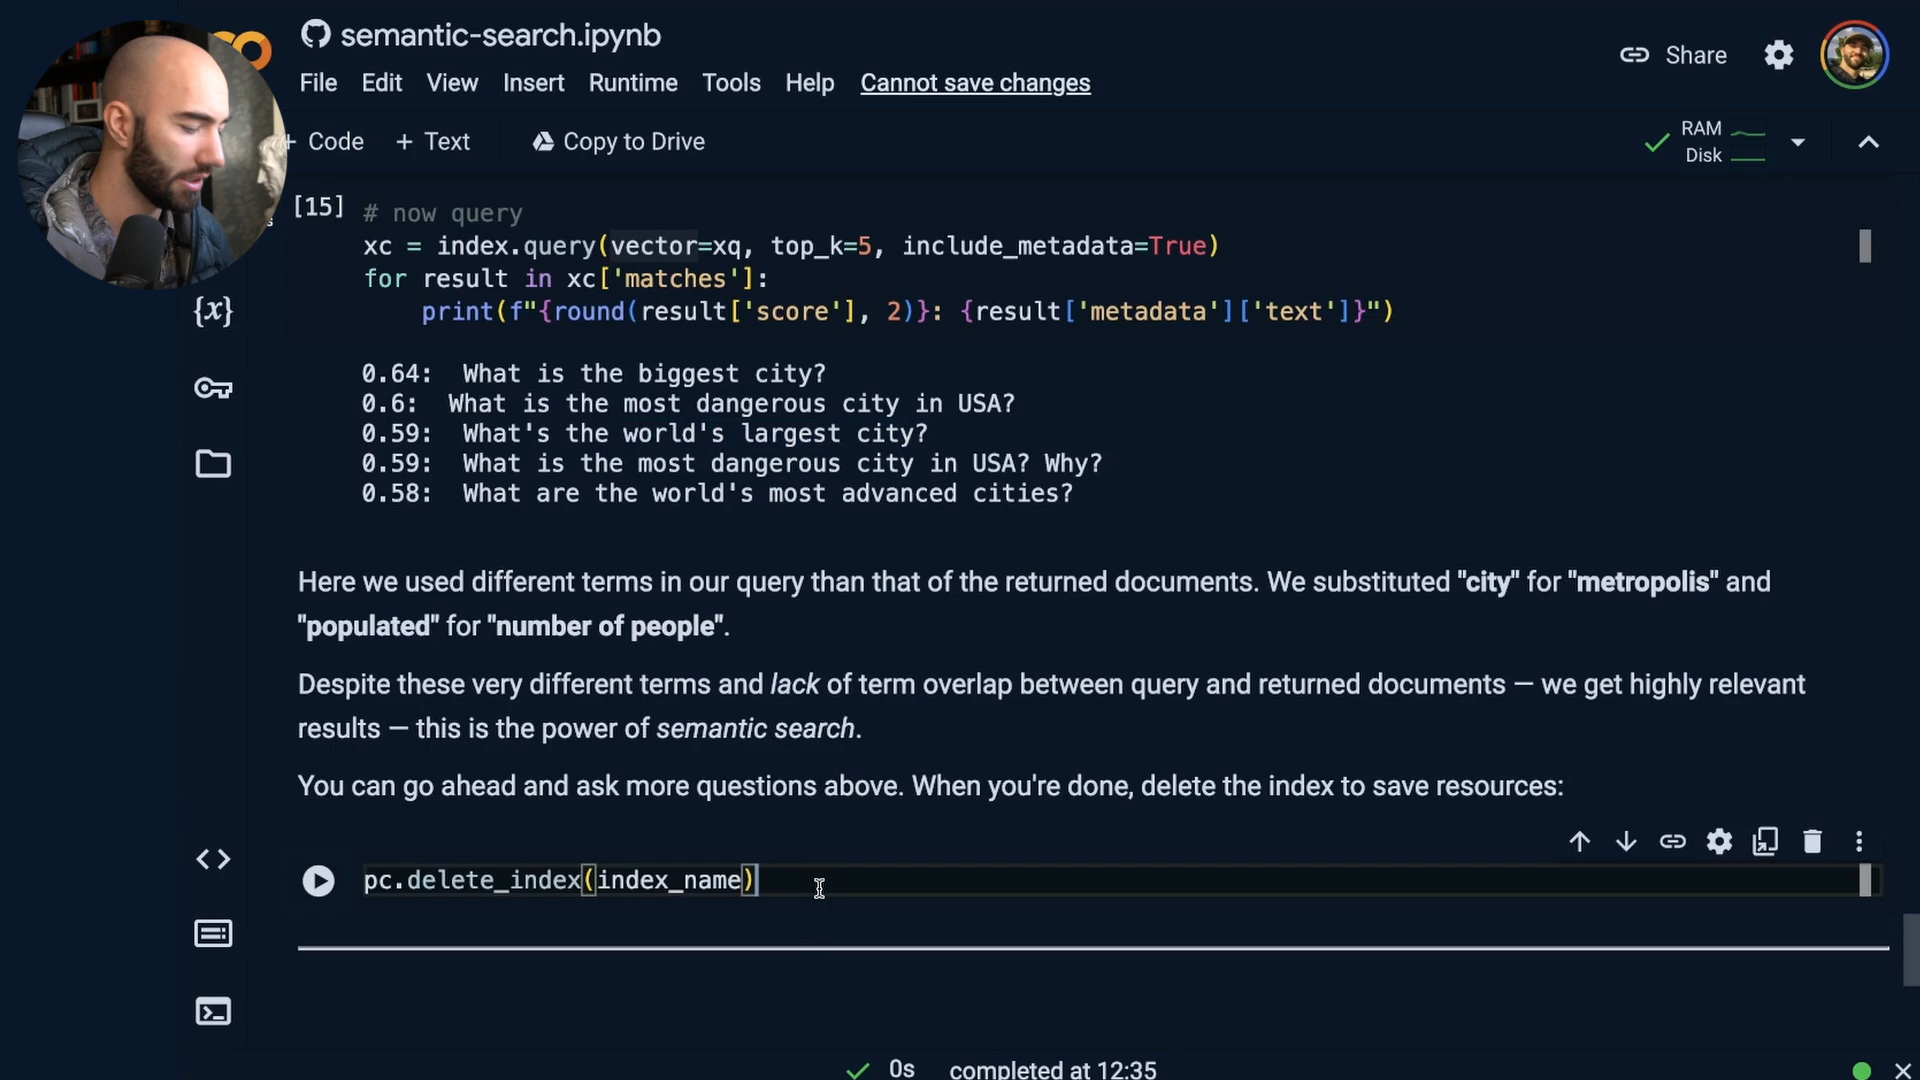 semantic-search.ipynb
Share
File Edit View Insert Runtime Tools Help Cannot save changes
+ Code + Text Copy to Drive
RAM
Disk
[15] # now query
xc = index.query(vector=xq, top_k=5, include_metadata=True)
for result in xc['matches']:
print(f"{round(result['score'], 2)}: {result['metadata']['text']}")
{x}
0.64: What is the biggest city?
0.6: What is the most dangerous city in USA?
0.59: What's the world's largest city?
0.59: What is the most dangerous city in USA? Why?
0.58: What are the world's most advanced cities?
Here we used different terms in our query than that of the returned documents. We substituted "city" for "metropolis" and
"populated" for "number of people".
Despite these very different terms and lack of term overlap between query and returned documents — we get highly relevant
results — this is the power of semantic search.
You can go ahead and ask more questions above. When you're done, delete the index to save resources:
pc.delete_index(index_name)
0s completed at 12:35